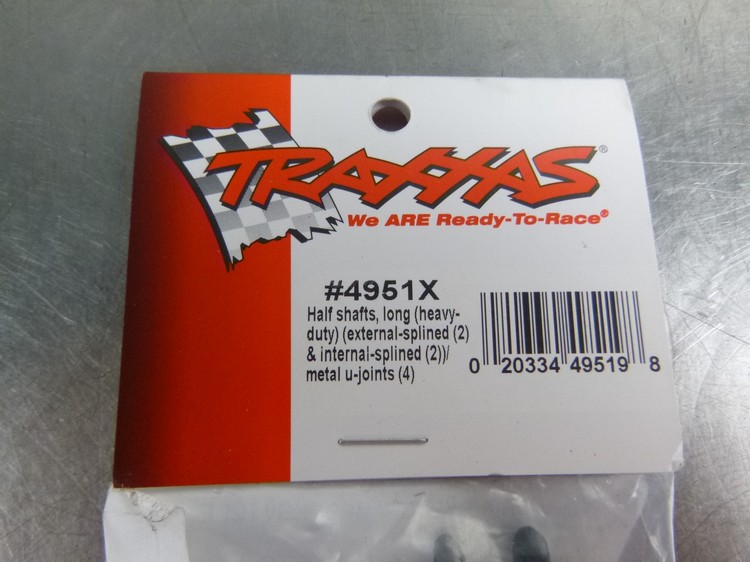 TRAXXAS®
We ARE Ready-To-Race®
#4951X
Half shafts, long (heavy-
duty) (external-splined (2)
& internal-splined (2))/
metal u-joints (4)
0 20334 49519 8